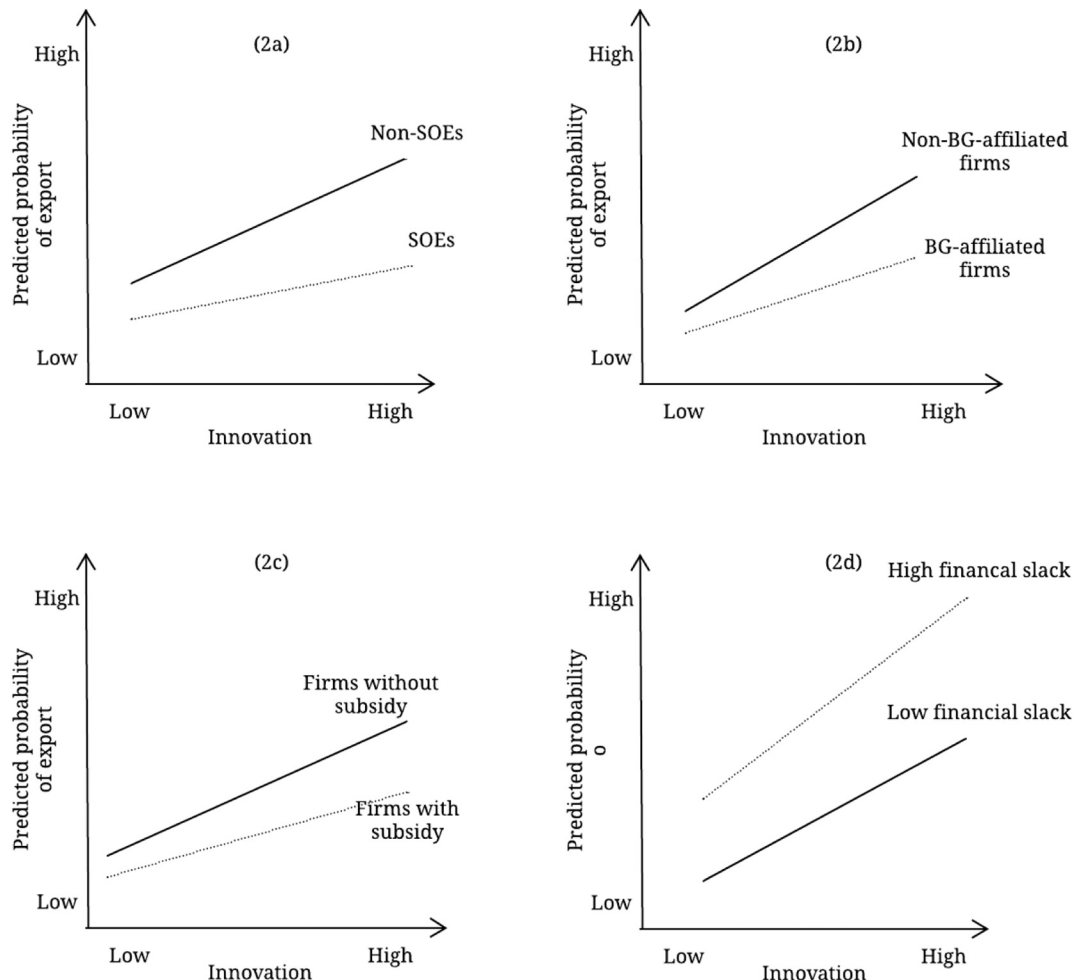 (2a)
High
Predicted probability
of export
Non-SOEs
SOEs
Low
Low
High
Innovation
(2b)
High
Predicted probability
of export
Non-BG-affiliated
firms
BG-affiliated
firms
Low
Low
High
Innovation
(2c)
High
Predicted probability
of export
Firms without
subsidy
Firms with
subsidy
Low
Low
High
Innovation
(2d)
High financal slack
High
Predicted probability
o
Low financial slack
Low
Low
High
Innovation